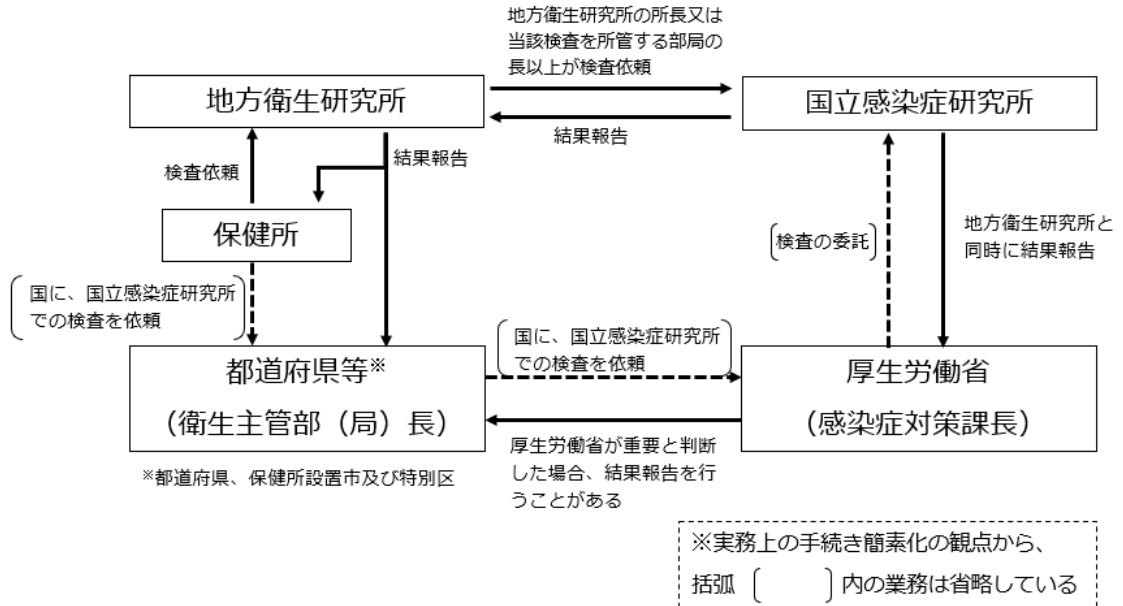 地方衛生研究所の所長又は
当該検査を所管する部局の
長以上が検査依頼
地方衛生研究所
国立感染症研究所
結果報告
検査依頼
結果報告
保健所
〔検査の委託〕
地方衛生研究所と
同時に結果報告
国に、国立感染症研究所
での検査を依頼
国に、国立感染症研究所
での検査を依頼
都道府県等※
(衛生主管部(局)長)
厚生労働省
(感染症対策課長)
※都道府県、保健所設置市及び特別区
厚生労働省が重要と判断
した場合、結果報告を行
うことがある
※実務上の手続き簡素化の観点から、
括弧〔 〕内の業務は省略している